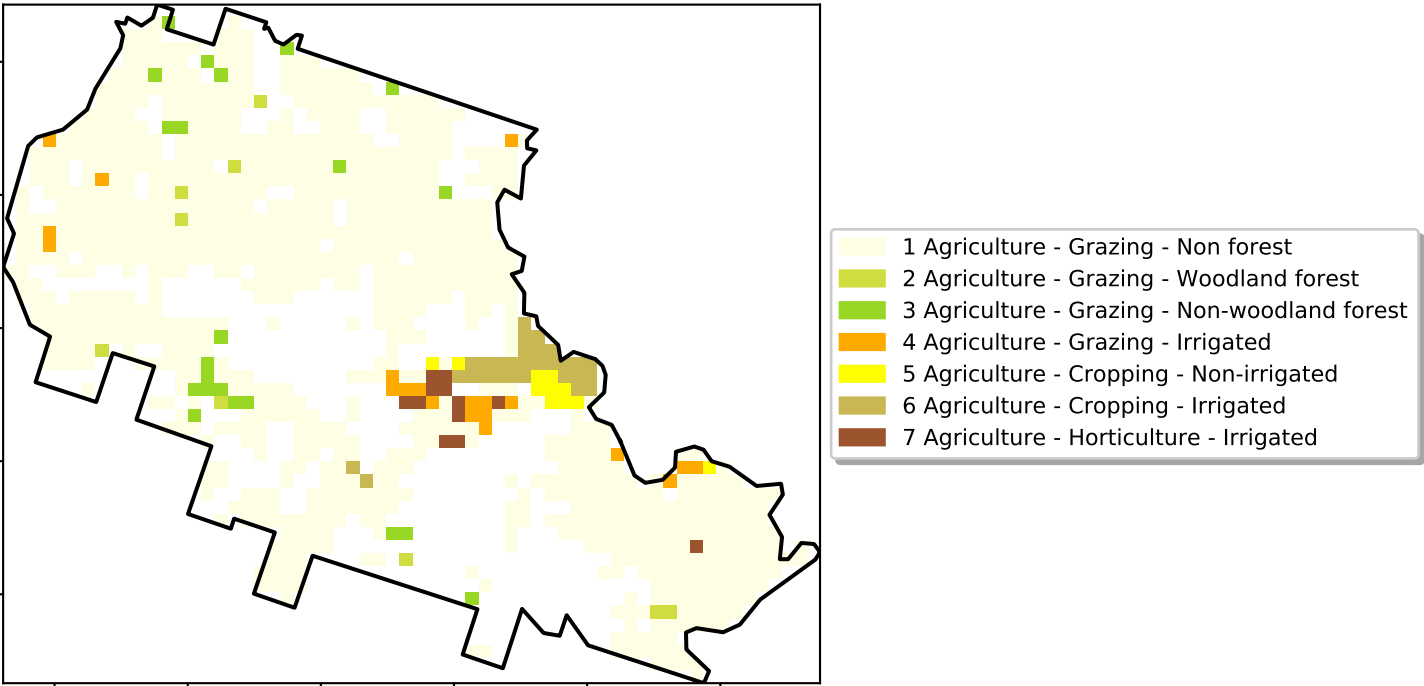 1 Agriculture - Grazing - Non forest
2 Agriculture - Grazing - Woodland forest
3 Agriculture - Grazing - Non-woodland forest
4 Agriculture - Grazing - Irrigated
5 Agriculture - Cropping - Non-irrigated
6 Agriculture - Cropping - Irrigated
7 Agriculture - Horticulture - Irrigated